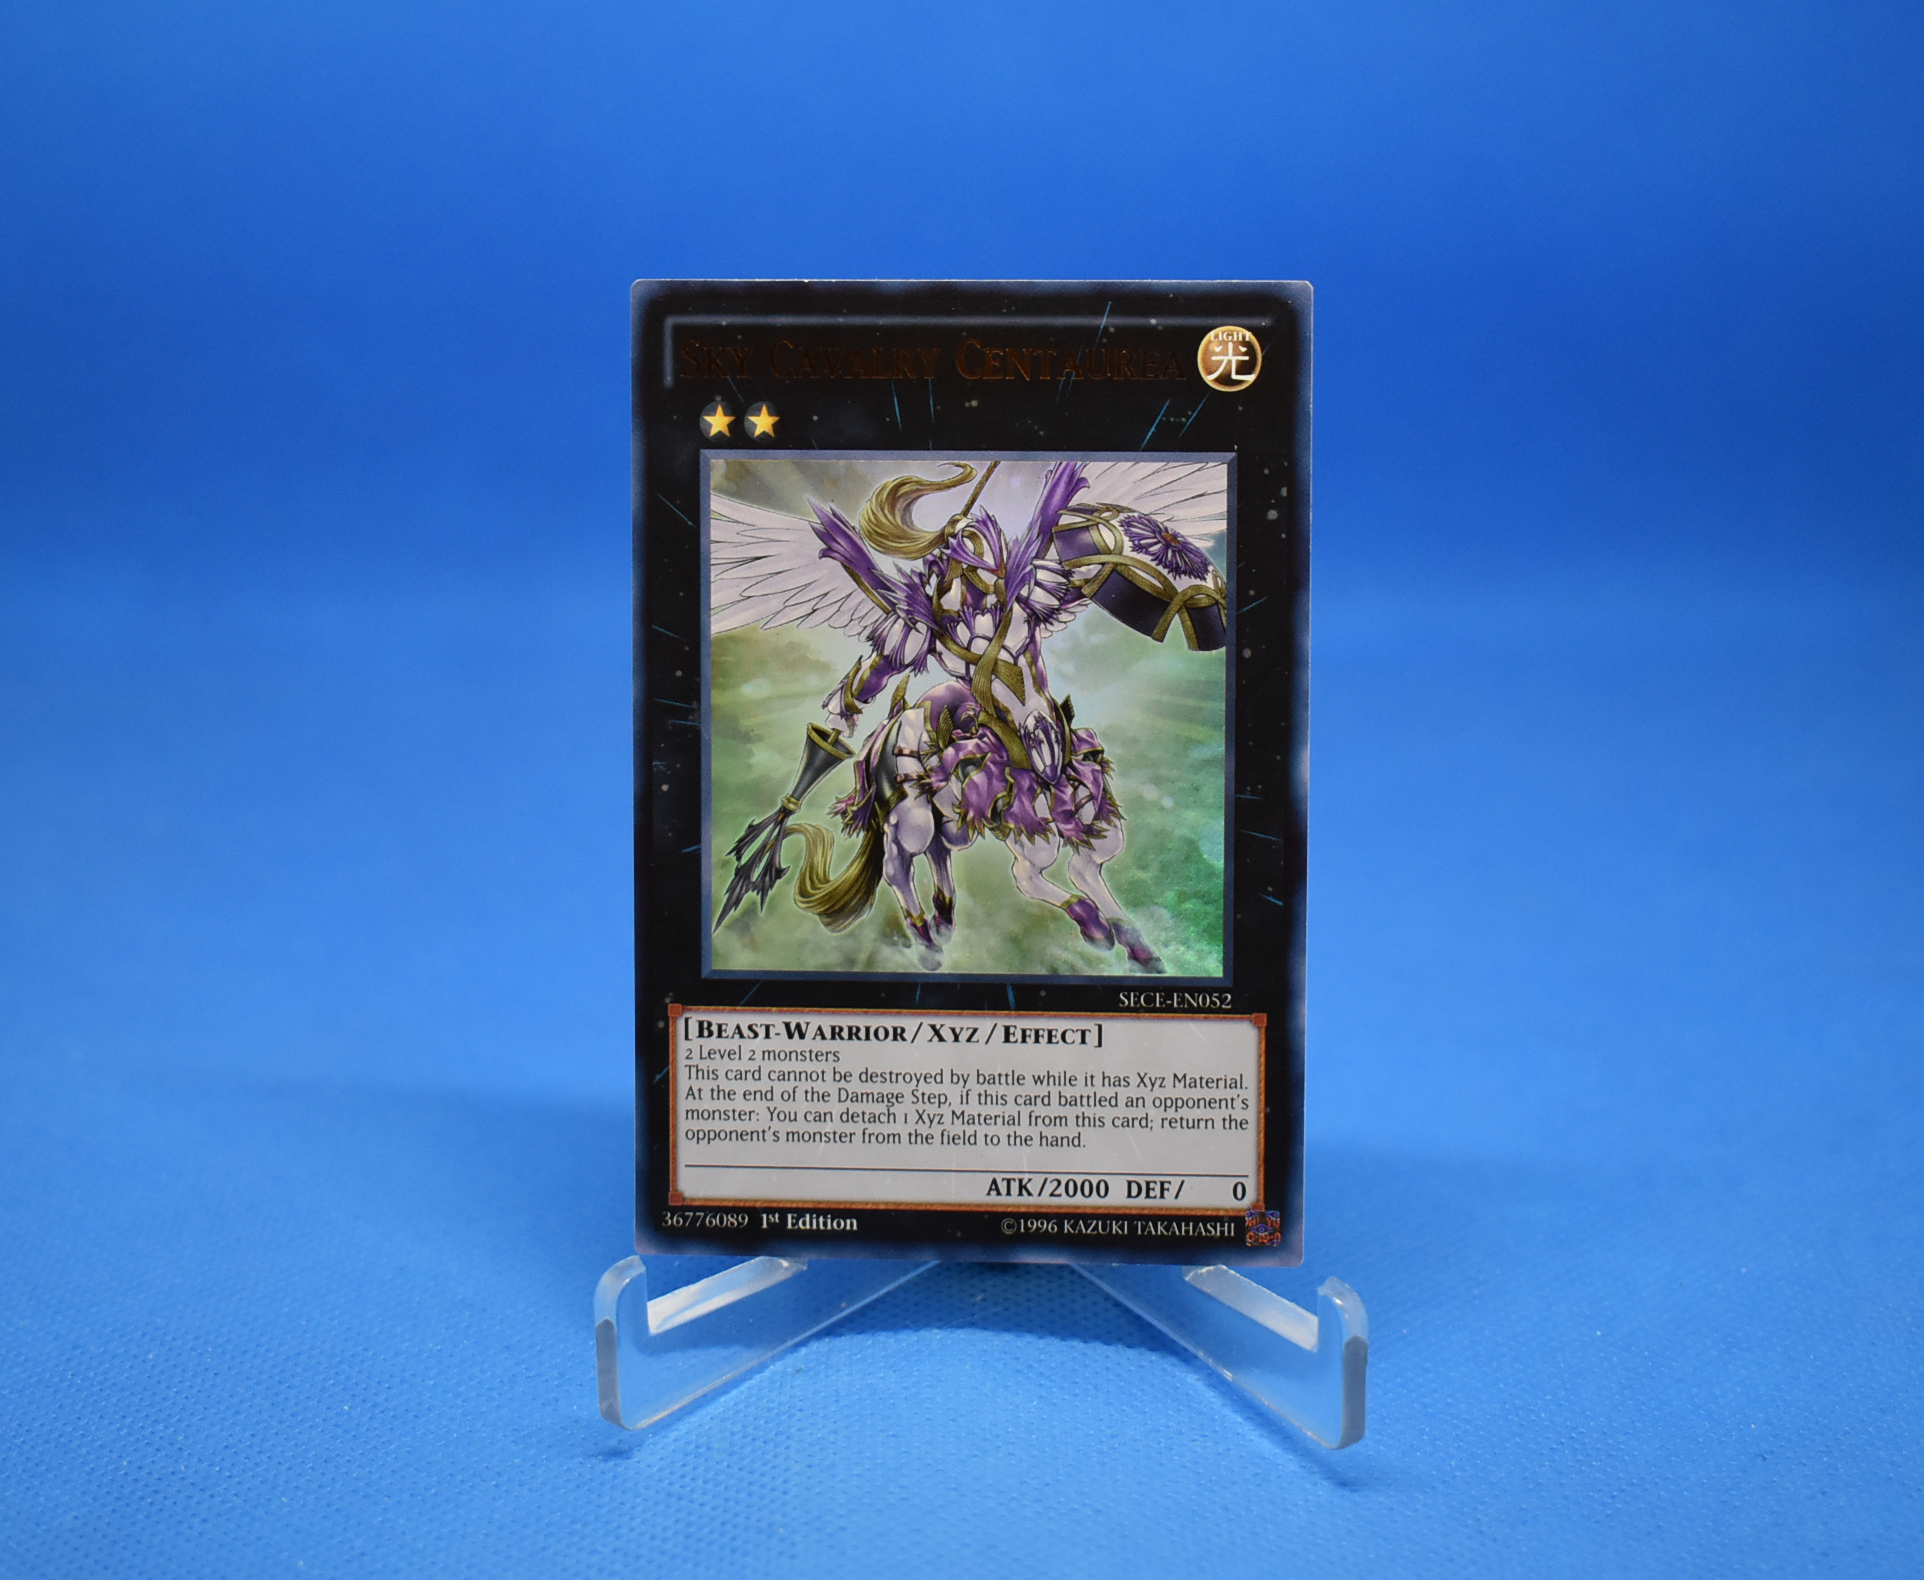 SKY CAVALRY CENTAUREA
LIGHT
光
SECE-EN052
[BEAST-WARRIOR/XYZ/EFFECT]
2 Level 2 monsters
This card cannot be destroyed by battle while it has Xyz Material.
At the end of the Damage Step, if this card battled an opponent's
monster: You can detach 1 Xyz Material from this card; return the
opponent's monster from the field to the hand.
ATK/2000 DEF/ 0
36776089 1st Edition ©1996 KAZUKI TAKAHASHI